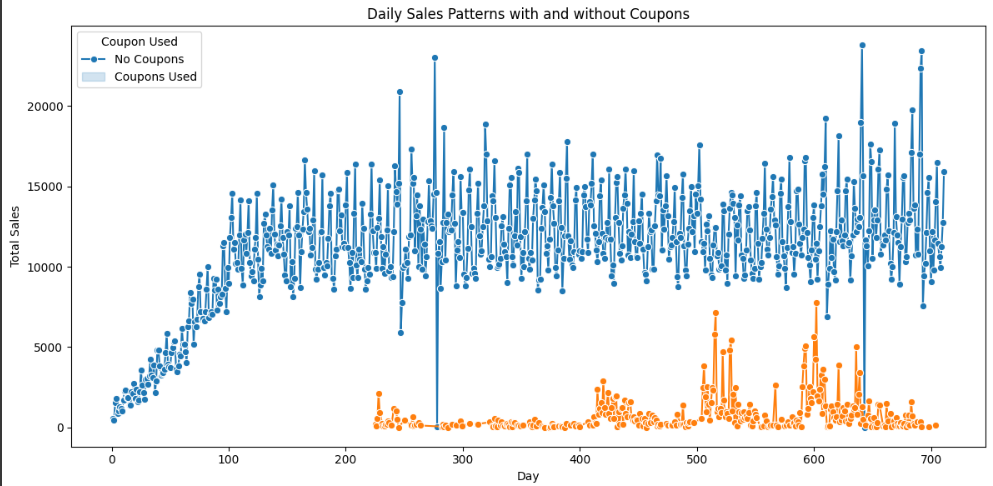 Daily Sales Patterns with and without Coupons
Coupon Used
No Coupons
Coupons Used
Total Sales
20000
15000
10000
5000
0
0 100 200 300 400 500 600 700
Day